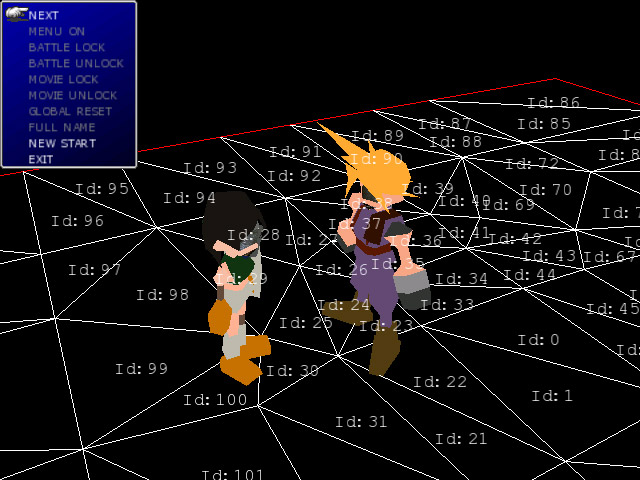 NEXT
MENU ON
BATTLE LOCK
BATTLE UNLOCK
MOVIE LOCK
MOVIE UNLOCK
GLOBAL RESET
FULL NAME
NEW START
EXIT
Id: 86
Id: 87
Id: 85
Id: 89
Id: 88
Id: 91
Id: 90
Id: 93
Id: 72
Id: 92
Id: 95
Id: 39
Id: 70
Id: 94
Id: 38
Id: 40
Id: 69
Id: 96
Id: 37
Id: 28
Id: 41
Id: 36
Id: 42
Id: 43
Id: 67
Id: 97
Id: 26
Id: 35
Id: 29
Id: 34
Id: 44
Id: 98
Id: 24
Id: 33
Id: 45
Id: 25
Id: 23
Id: 0
Id: 99
Id: 30
Id: 22
Id: 100
Id: 1
Id: 31
Id: 21
Id: 101